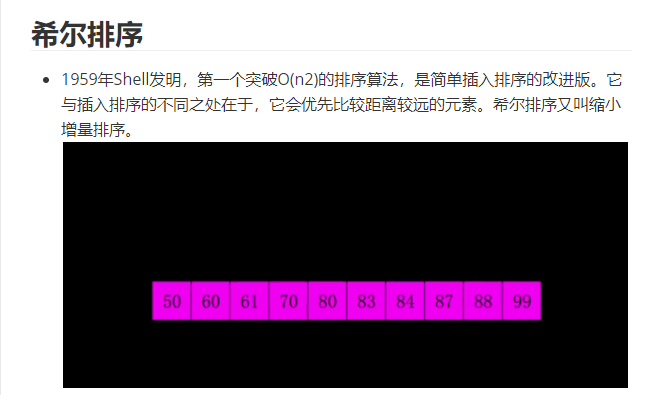 希尔排序
1959年Shell发明，第一个突破O(n2)的排序算法，是简单插入排序的改进版。它
与插入排序的不同之处在于，它会优先比较距离较远的元素。希尔排序又叫缩小
增量排序。
50 60 61 70 80 83 84 87 88 99